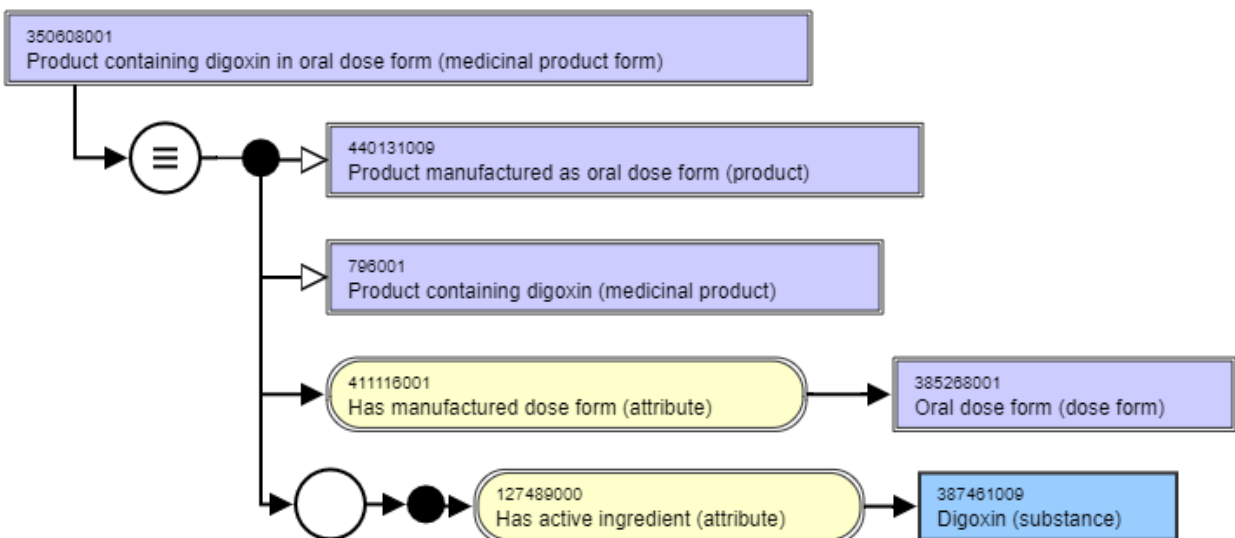 350608001
Product containing digoxin in oral dose form (medicinal product form)
440131009
Product manufactured as oral dose form (product)
796001
Product containing digoxin (medicinal product)
411116001
Has manufactured dose form (attribute)
385268001
Oral dose form (dose form)
127489000
Has active ingredient (attribute)
387461009
Digoxin (substance)